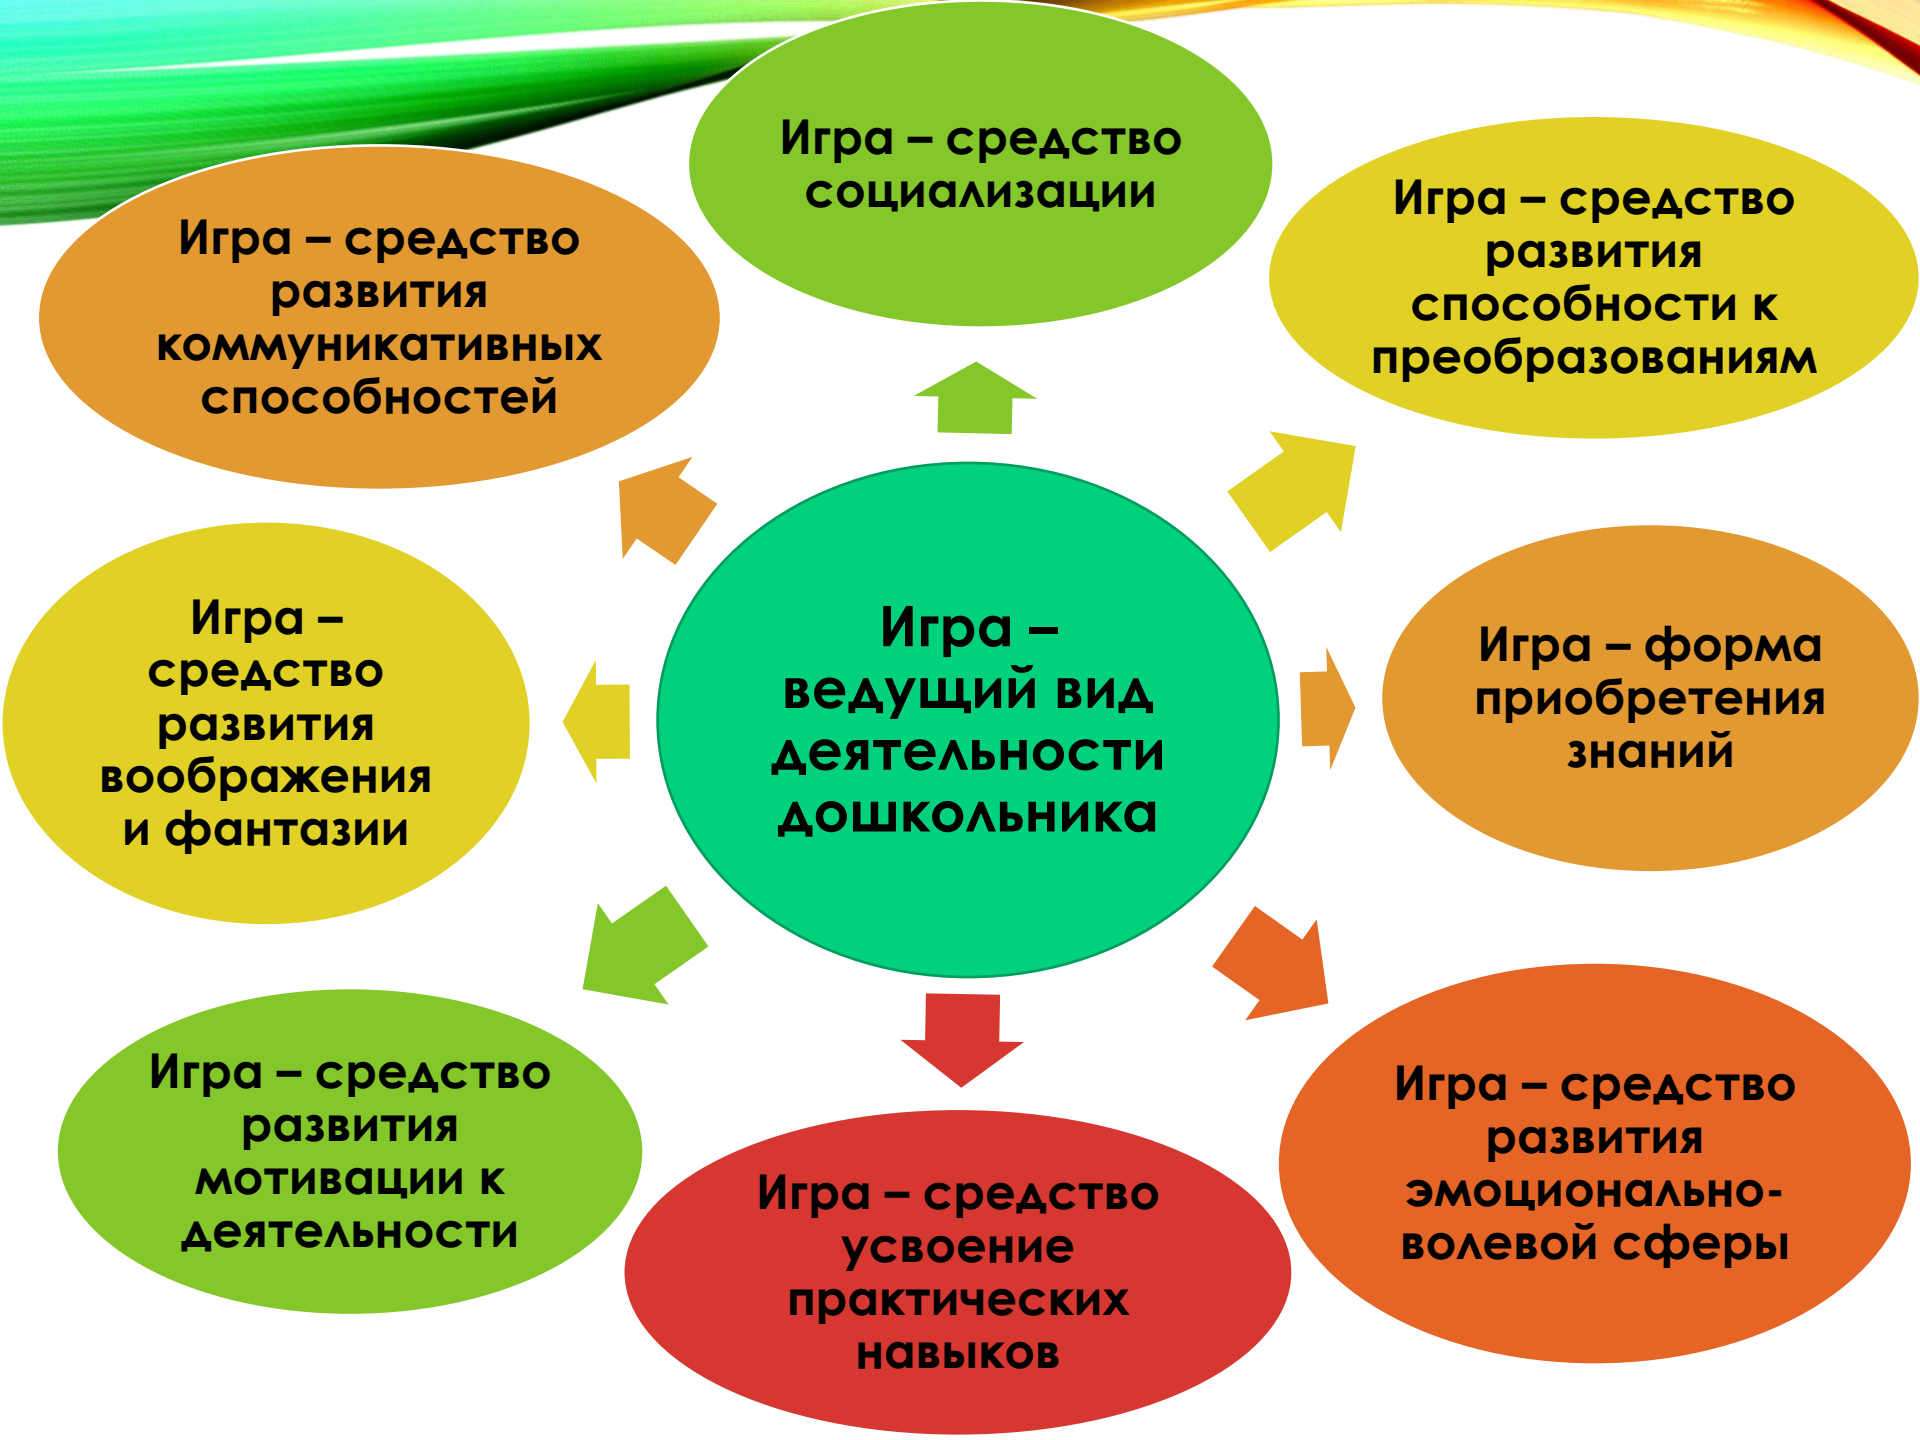 Игра – средство
социализации
Игра – средство
развития
способности к
преобразованиям
Игра – форма
приобретения
знаний
Игра – средство
развития
эмоционально-
волевой сферы
Игра – средство
усвоение
практических
навыков
Игра – средство
развития
мотивации к
деятельности
Игра –
средство
развития
воображения
и фантазии
Игра – средство
развития
коммуникативных
способностей
Игра –
ведущий вид
деятельности
дошкольника